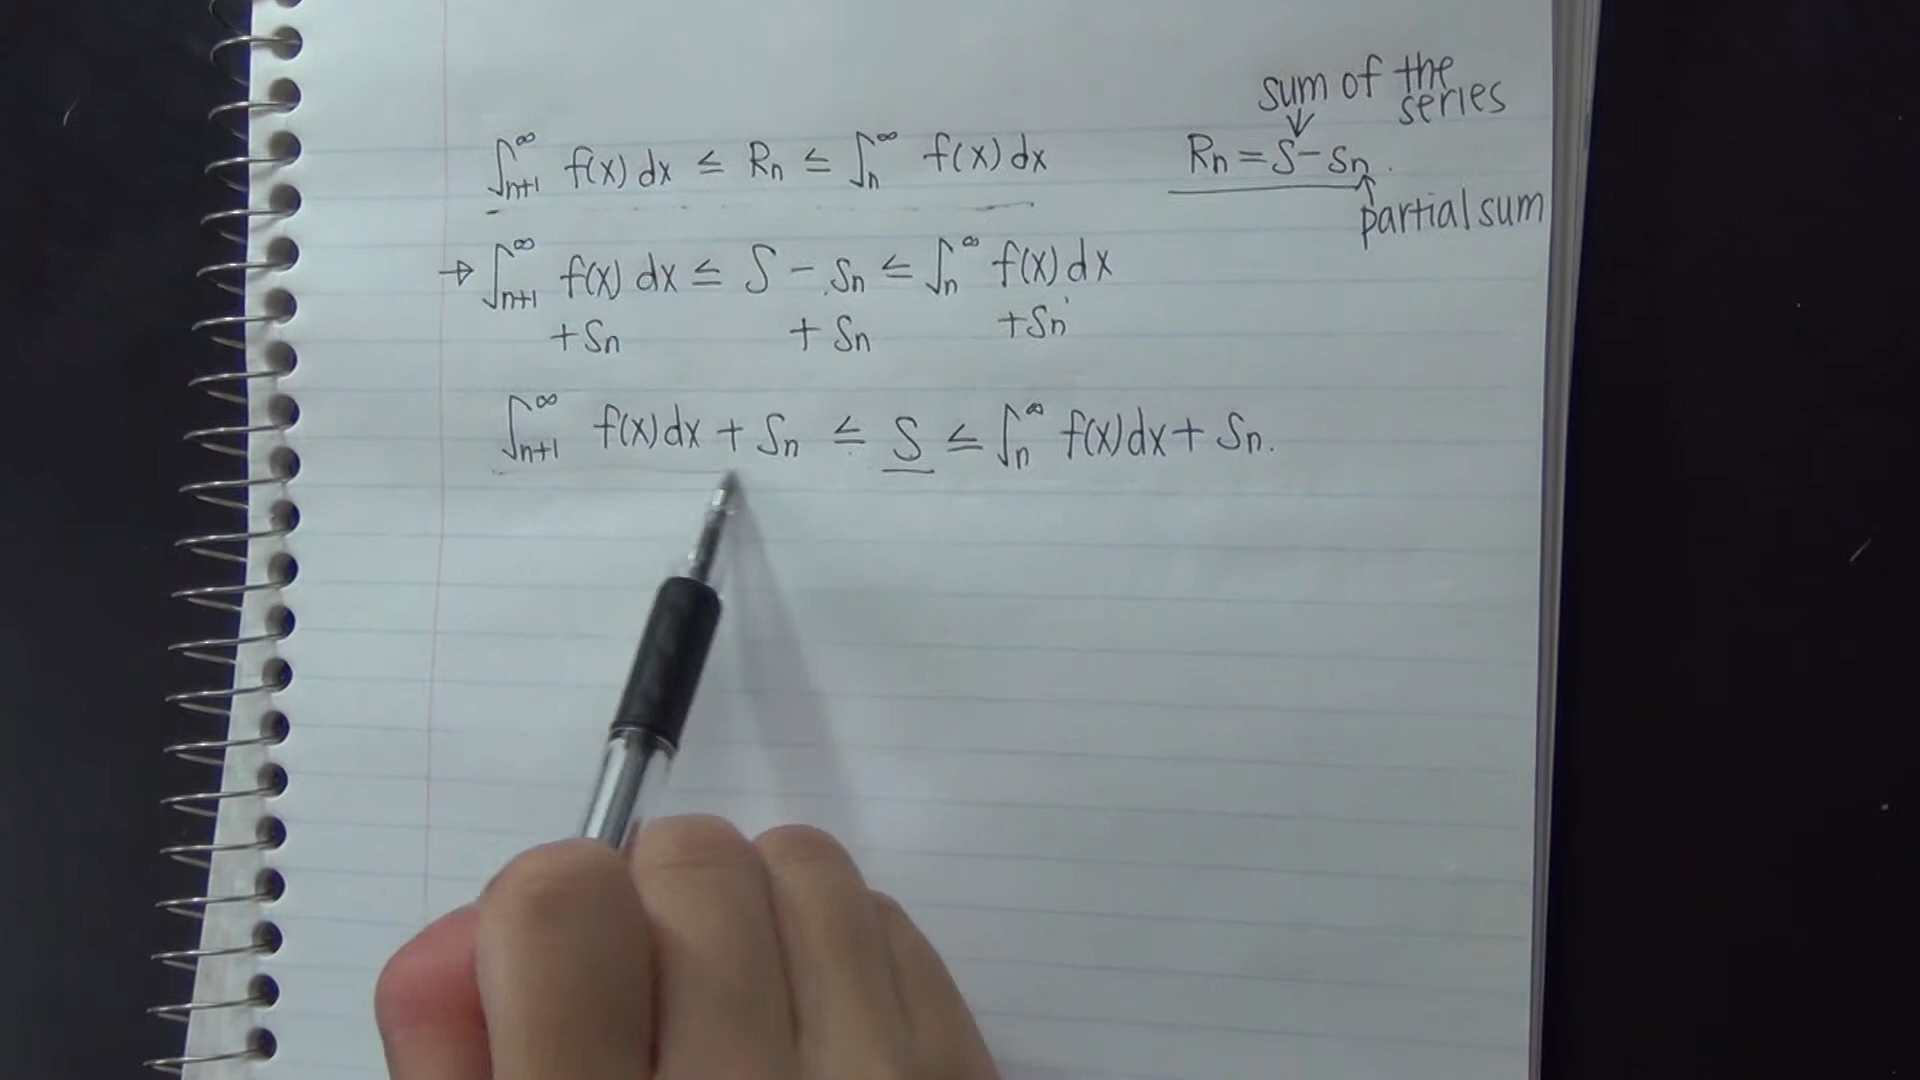 sum of the
series
∫_{n+1}^{∞} f(x) dx ≤ Rn ≤ ∫_{n}^{∞} f(x) dx
Rn = S - Sn.
partial sum
→ ∫_{n+1}^{∞} f(x) dx ≤ S - Sn ≤ ∫_{n}^{∞} f(x) dx
+ Sn + Sn + Sn
∫_{n+1}^{∞} f(x) dx + Sn ≤ S ≤ ∫_{n}^{∞} f(x) dx + Sn.